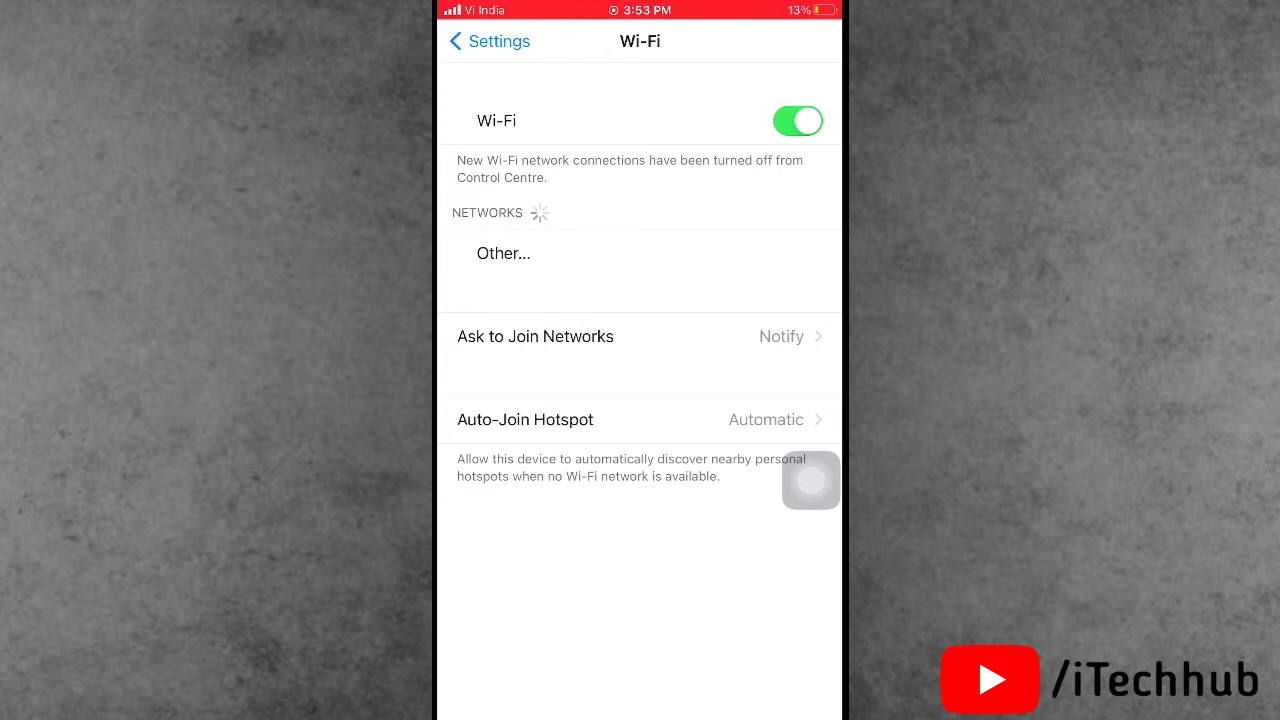 Vi India 3:53 PM 13%
Settings Wi-Fi
Wi-Fi
New Wi-Fi network connections have been turned off from
Control Centre.
NETWORKS
Other...
Ask to Join Networks Notify
Auto-Join Hotspot Automatic
Allow this device to automatically discover nearby personal
hotspots when no Wi-Fi network is available.
/iTechhub